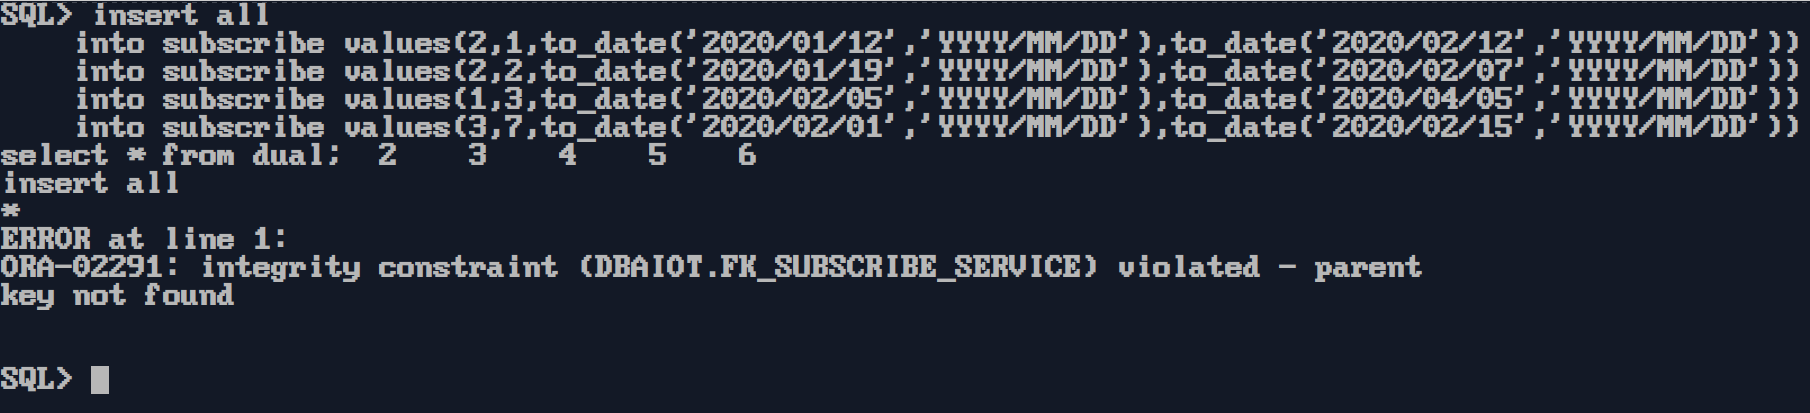 SQL> insert all
    into subscribe values(2,1,to_date('2020/01/12','YYYY/MM/DD'),to_date('2020/02/12','YYYY/MM/DD'))
    into subscribe values(2,2,to_date('2020/01/19','YYYY/MM/DD'),to_date('2020/02/07','YYYY/MM/DD'))
    into subscribe values(1,3,to_date('2020/02/05','YYYY/MM/DD'),to_date('2020/04/05','YYYY/MM/DD'))
    into subscribe values(3,7,to_date('2020/02/01','YYYY/MM/DD'),to_date('2020/02/15','YYYY/MM/DD'))
select * from dual;  2    3    4    5    6
insert all
*
ERROR at line 1:
ORA-02291: integrity constraint (DBAIOT.FK_SUBSCRIBE_SERVICE) violated - parent
key not found
SQL>